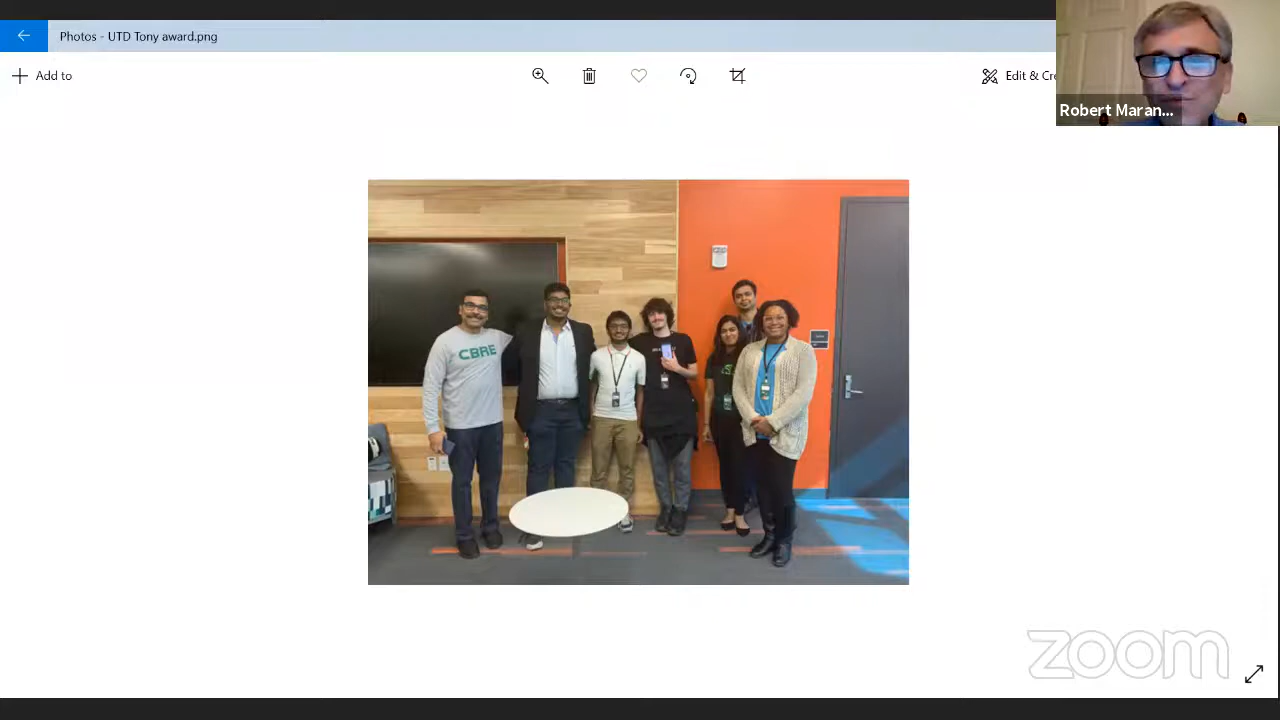 Photos - UTD Tony award.png
Add to
Edit & Cre
Robert Maran...
CBRE
zoom